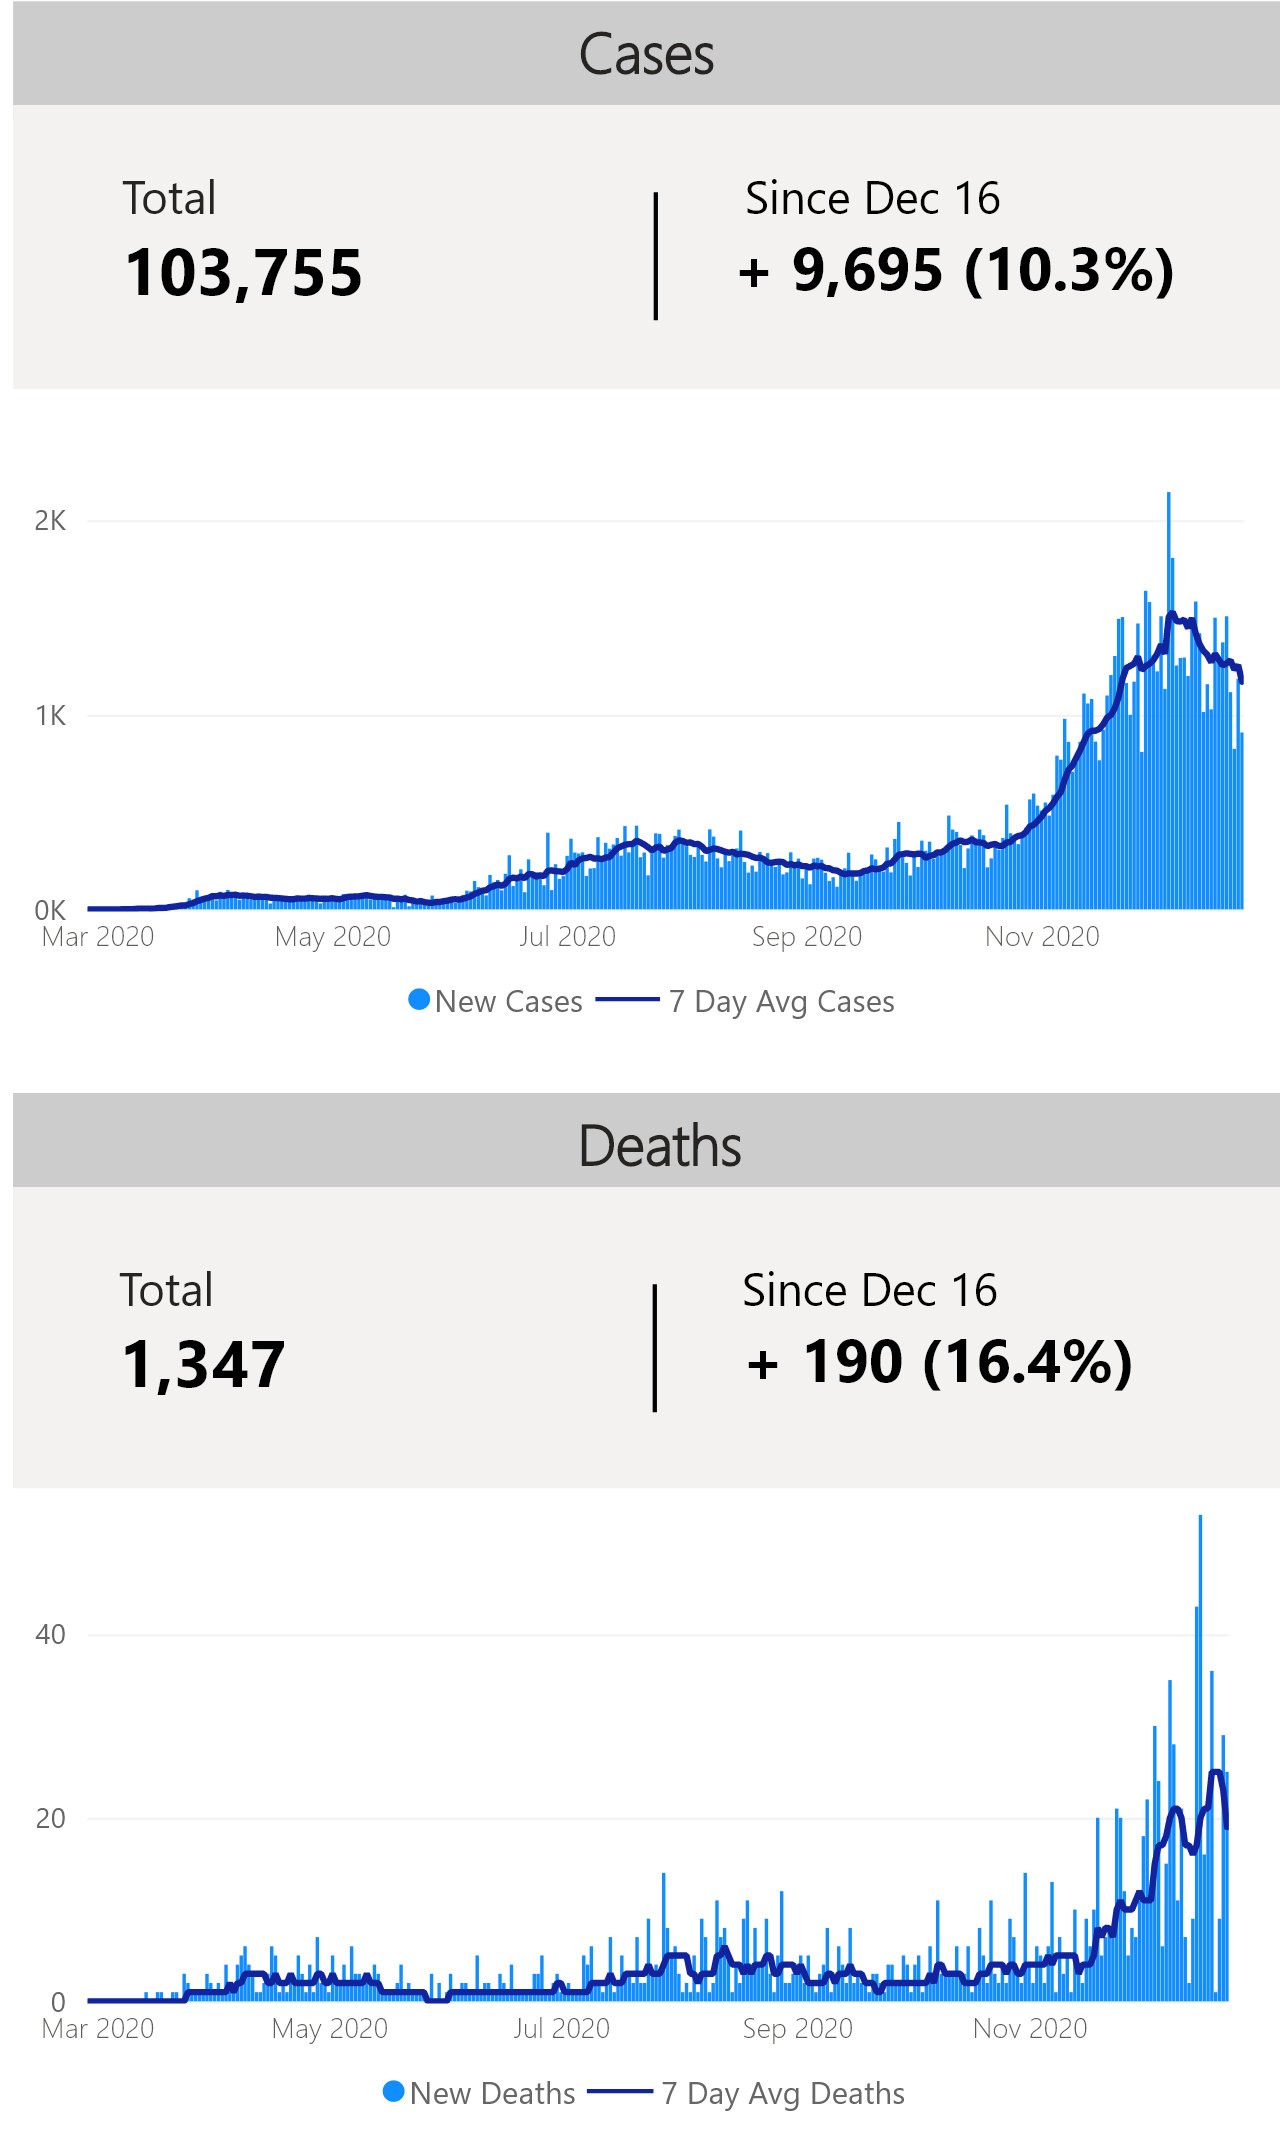 Cases
Total
Since Dec 16
103,755
+ 9,695 (10.3%)
2K
1K
0K
Mar 2020 May 2020 Jul 2020 Sep 2020 Nov 2020
New Cases 7 Day Avg Cases
Deaths
Total
Since Dec 16
1,347
+ 190 (16.4%)
40
20
0
Mar 2020 May 2020 Jul 2020 Sep 2020 Nov 2020
New Deaths 7 Day Avg Deaths